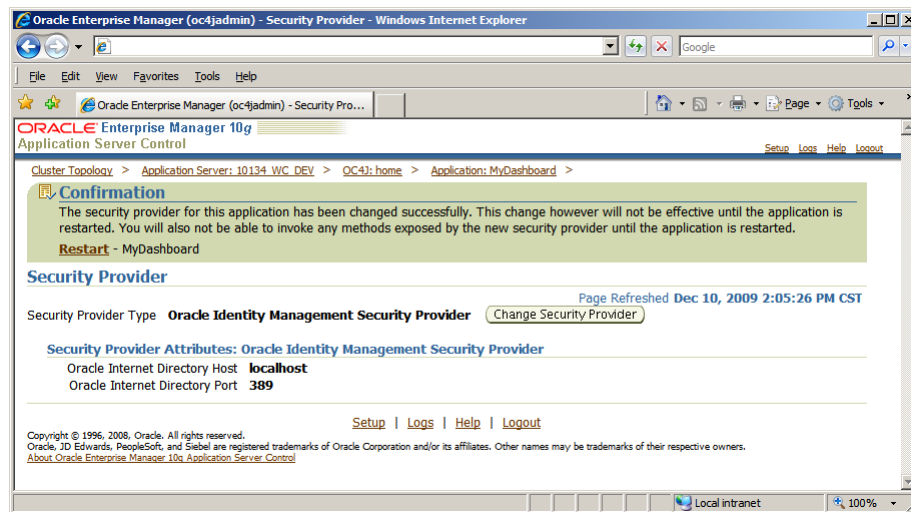 Oracle Enterprise Manager (oc4jadmin) - Security Provider - Windows Internet Explorer
Google
File Edit View Favorites Tools Help
Oracle Enterprise Manager (oc4jadmin) - Security Pro...
Page Tools
ORACLE Enterprise Manager 10g
Application Server Control
Setup Logs Help Logout
Cluster Topology > Application Server: 10134_WC_DEV > OC4J: home > Application: MyDashboard >
Confirmation
The security provider for this application has been changed successfully. This change however will not be effective until the application is
restarted. You will also not be able to invoke any methods exposed by the new security provider until the application is restarted.
Restart - MyDashboard
Security Provider
Page Refreshed Dec 10, 2009 2:05:26 PM CST
Security Provider Type Oracle Identity Management Security Provider Change Security Provider
Security Provider Attributes: Oracle Identity Management Security Provider
Oracle Internet Directory Host localhost
Oracle Internet Directory Port 389
Setup | Logs | Help | Logout
Copyright © 1996, 2008, Oracle. All rights reserved.
Oracle, JD Edwards, PeopleSoft, and Siebel are registered trademarks of Oracle Corporation and/or its affiliates. Other names may be trademarks of their respective owners.
About Oracle Enterprise Manager 10g Application Server Control
Local intranet 100%